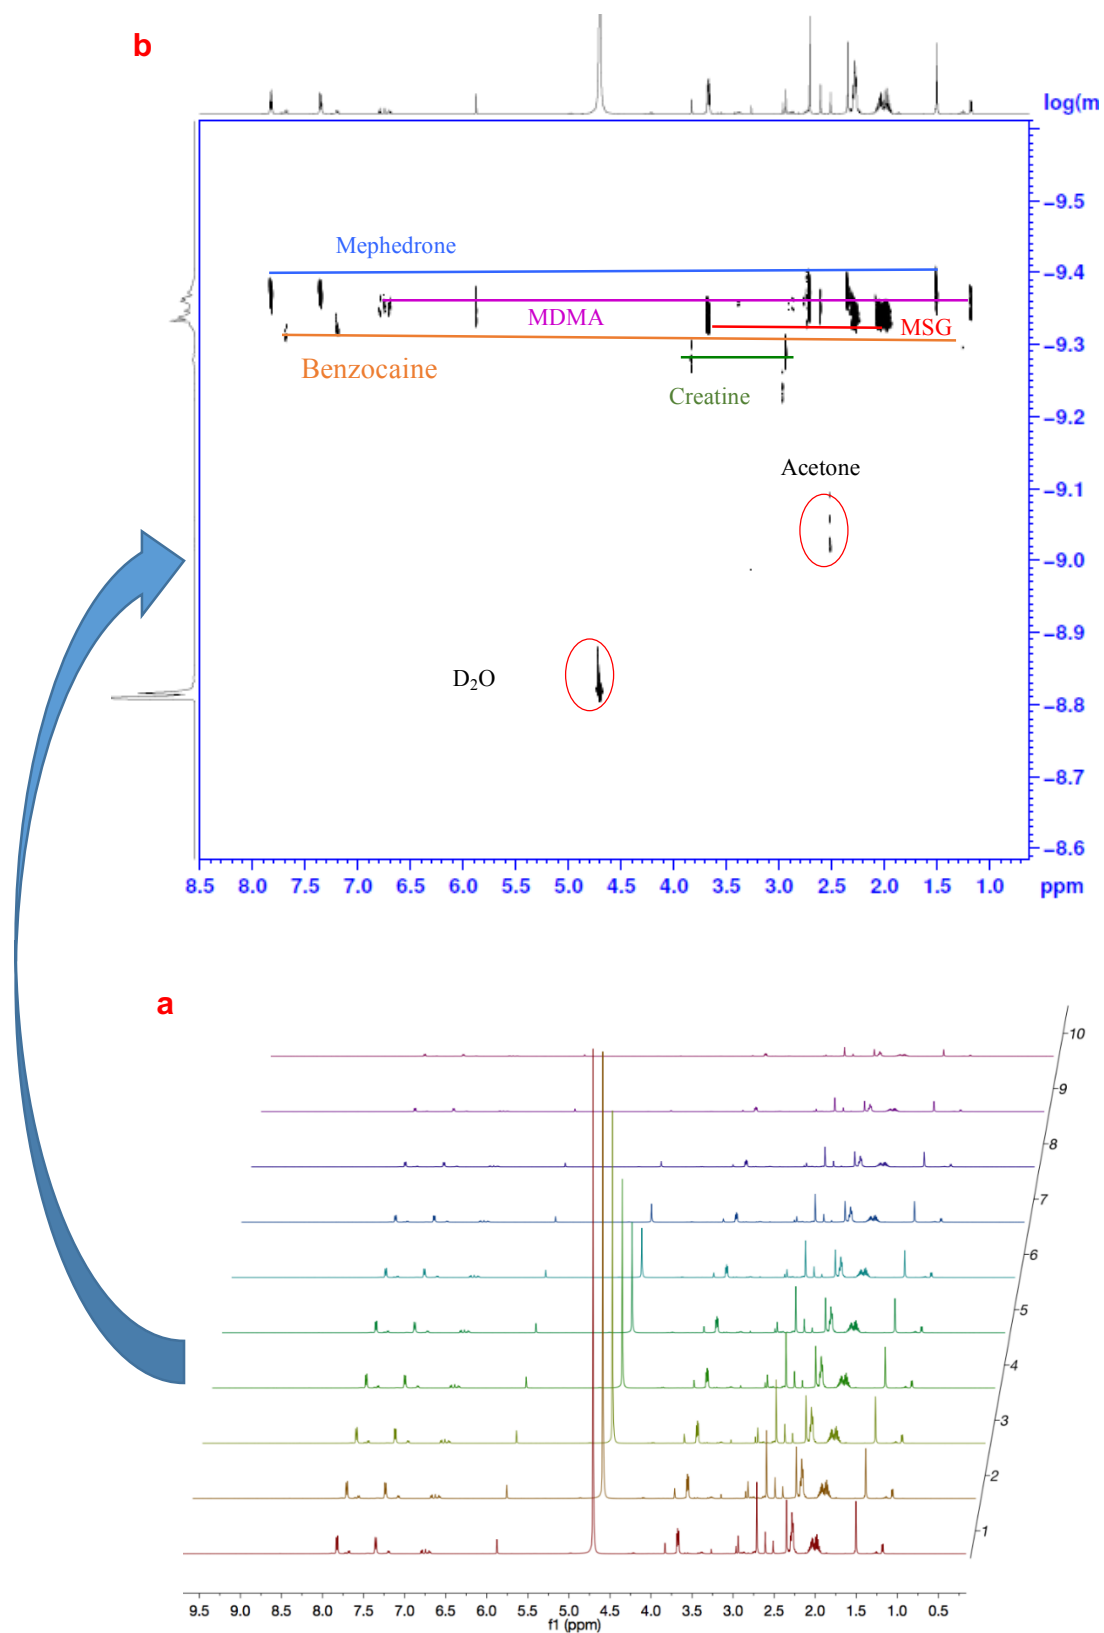 b
log(m
−9.5
Mephedrone
−9.4
MDMA
MSG
−9.3
Benzocaine
Creatine
−9.2
Acetone
−9.1
−9.0
−8.9
D₂O
−8.8
−8.7
−8.6
8.5 8.0 7.5 7.0 6.5 6.0 5.5 5.0 4.5 4.0 3.5 3.0 2.5 2.0 1.5 1.0 ppm
a
10
9
8
7
6
5
4
3
2
1
9.5 9.0 8.5 8.0 7.5 7.0 6.5 6.0 5.5 5.0 4.5 4.0 3.5 3.0 2.5 2.0 1.5 1.0 0.5
f1 (ppm)